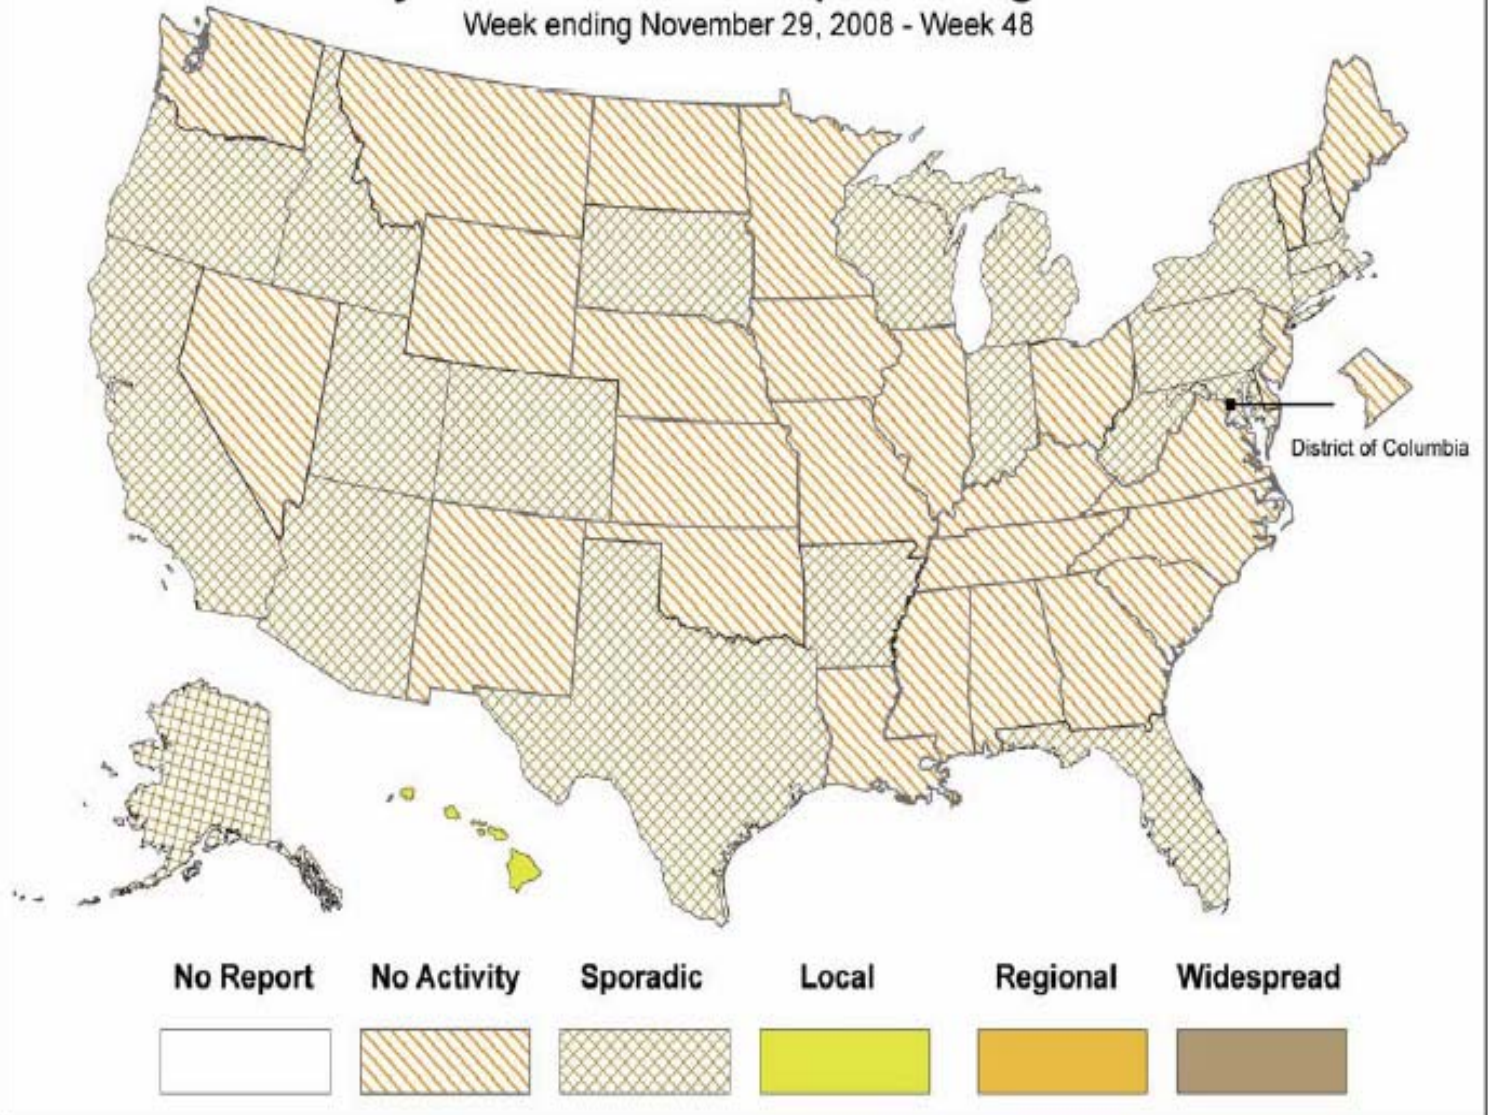 Week ending November 29, 2008 - Week 48
District of Columbia
No Report No Activity Sporadic Local Regional Widespread